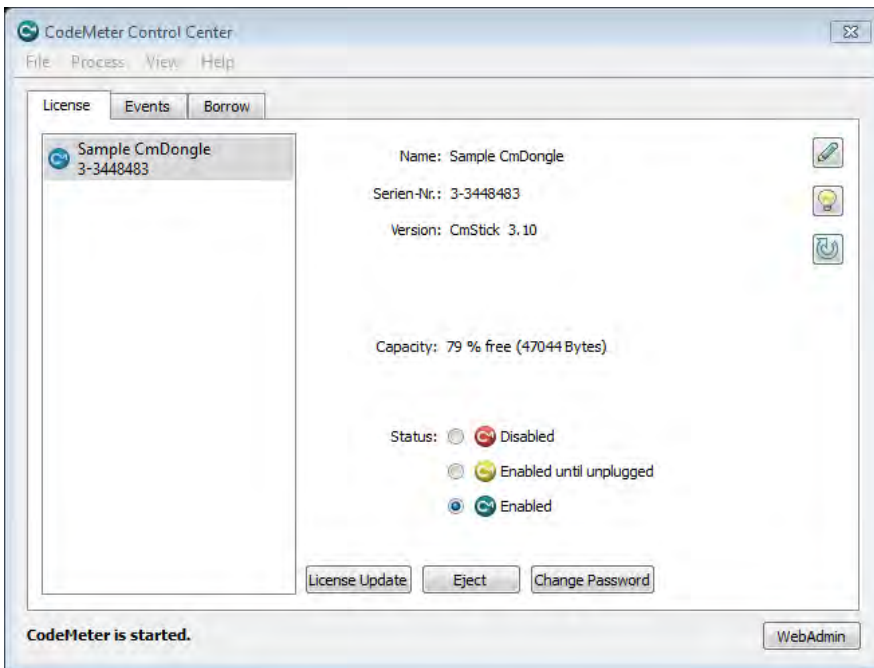 CodeMeter Control Center
File Process View Help
License Events Borrow
Sample CmDongle
3-3448483
Name: Sample CmDongle
Serien-Nr.: 3-3448483
Version: CmStick 3.10
Capacity: 79 % free (47044 Bytes)
Status: Disabled
Enabled until unplugged
Enabled
License Update Eject Change Password
CodeMeter is started.
WebAdmin